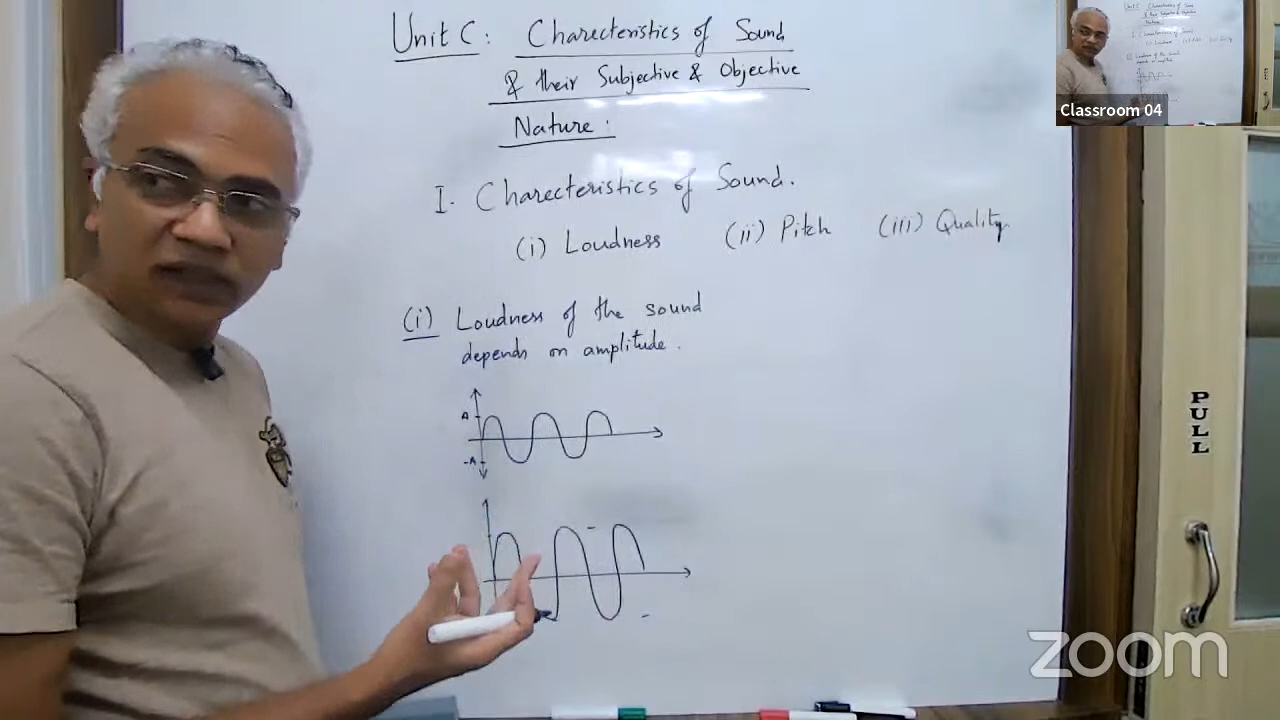 Unit C: Charecteristics of Sound
& their Subjective & Objective
Nature:
I. Charecteristics of Sound.
(i) Loudness (ii) Pitch (iii) Quality
(i) Loudness of the sound
depends on amplitude.
A
-A
Classroom 04
PULL
zoom